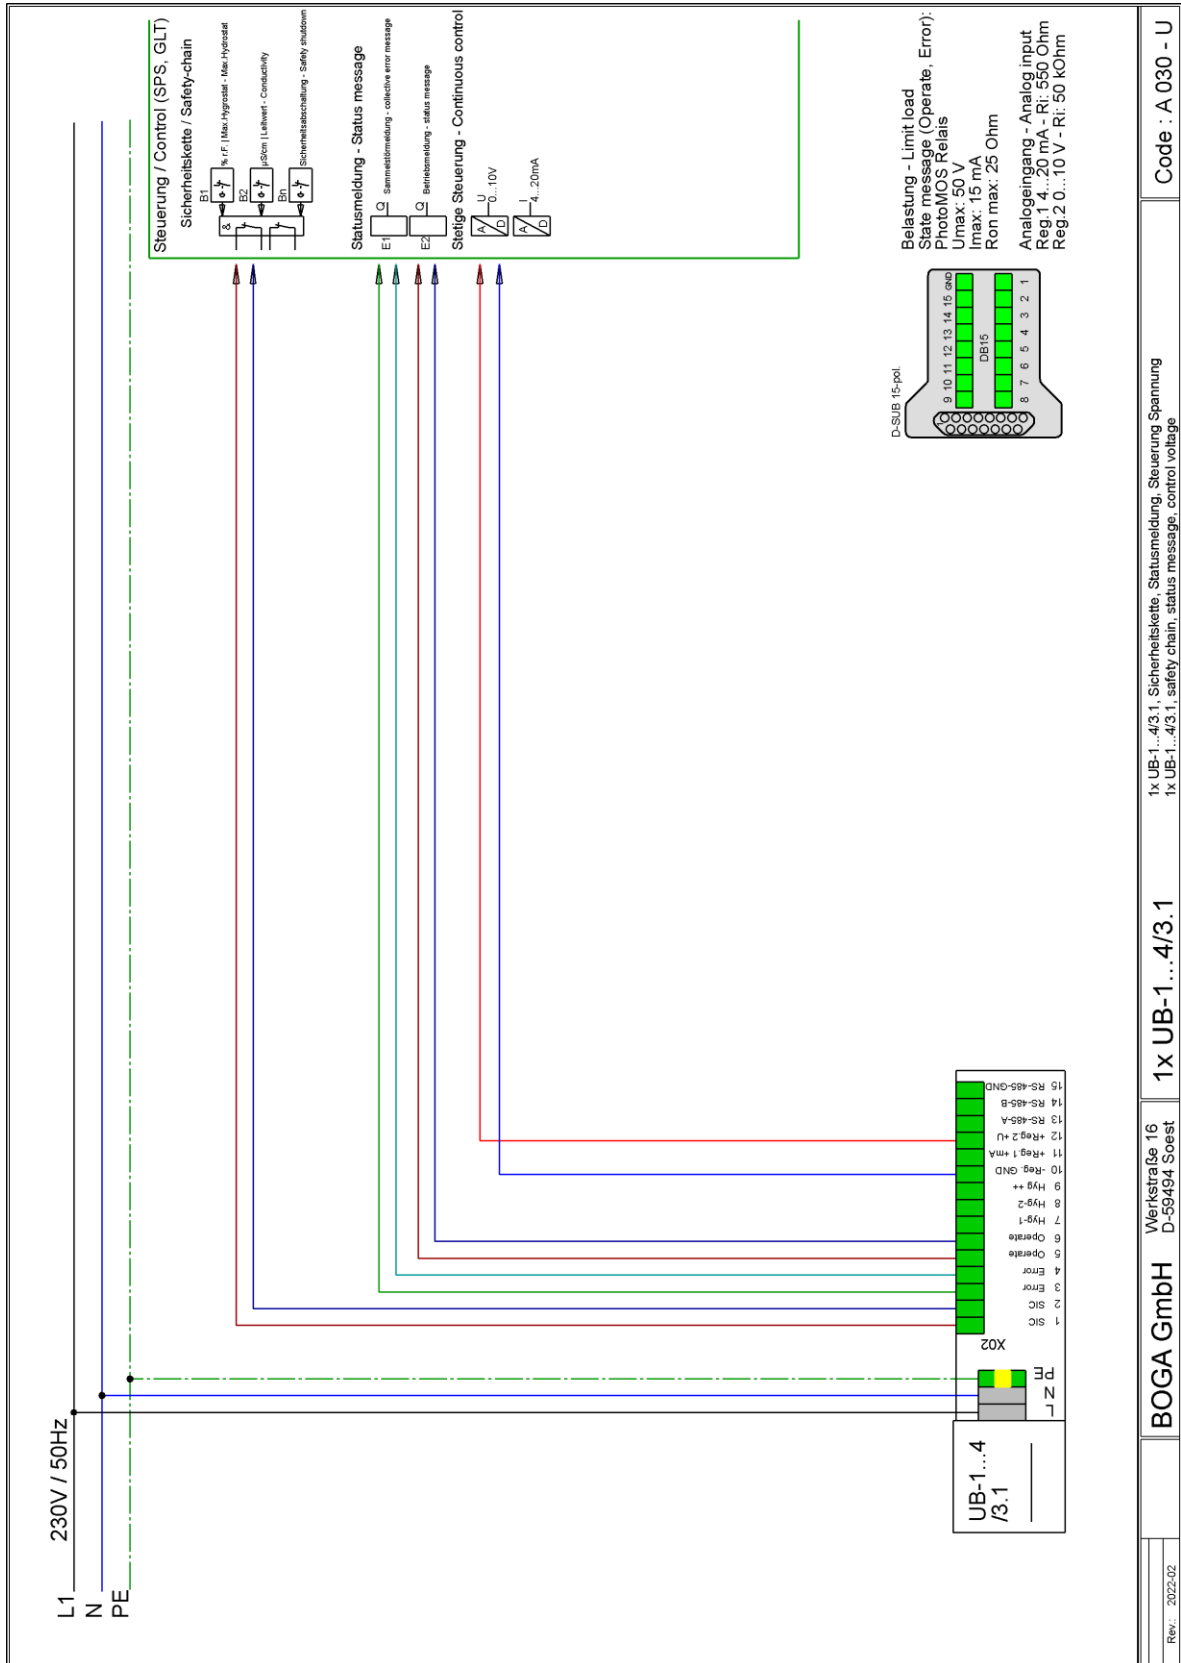 L1
N
PE
230V / 50Hz
Steuerung / Control (SPS, GLT)
Sicherheitskette / Safety-chain
B1
% r.F. | Max.Hygrostat - Max.Hydrostat
B2
µS/cm | Leitwert - Conductivity
Bn
Sicherheitsabschaltung - Safety shutdown
&
Statusmeldung - Status message
E1
Q
Sammelstörmeldung - collective error message
E2
Q
Betriebsmeldung - status message
Stetige Steuerung - Continuous control
A
D
U
0...10V
A
D
I
4...20mA
UB-1...4
/3.1
L
N
PE
X02
1 SIC
2 SIC
3 Error
4 Error
5 Operate
6 Operate
7 Hyg-1
8 Hyg-2
9 Hyg ++
10 -Reg. GND
11 +Reg.1 +mA
12 +Reg.2 +U
13 RS-485-A
14 RS-485-B
15 RS-485-GND
D-SUB 15-pol.
9 10 11 12 13 14 15 GND
DB15
8 7 6 5 4 3 2 1
Belastung - Limit load
State message (Operate, Error):
PhotoMOS Relais
Umax: 50 V
Imax: 15 mA
Ron max: 25 Ohm
Analogeingang - Analog input
Reg.1 4...20 mA - Ri: 550 Ohm
Reg.2 0...10 V - Ri: 50 kOhm
Rev.: 2022-02
BOGA GmbH
Werkstraße 16
D-59494 Soest
1x UB-1...4/3.1
1x UB-1...4/3.1, Sicherheitskette, Statusmeldung, Steuerung Spannung
1x UB-1...4/3.1, safety chain, status message, control voltage
Code : A 030 - U